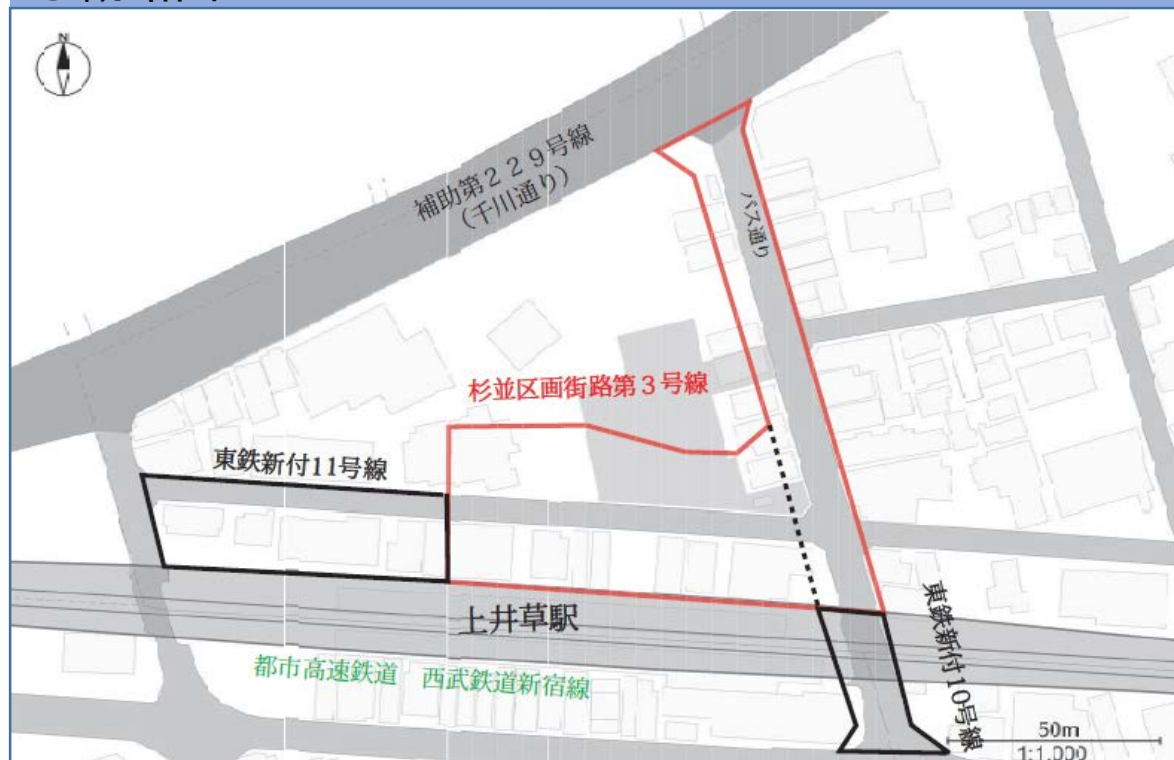 N
補助第２２９号線
（千川通り）
バス通り
杉並区画街路第３号線
東鉄新付11号線
上井草駅
東鉄新付10号線
都市高速鉄道　西武鉄道新宿線
50m
1:1,000